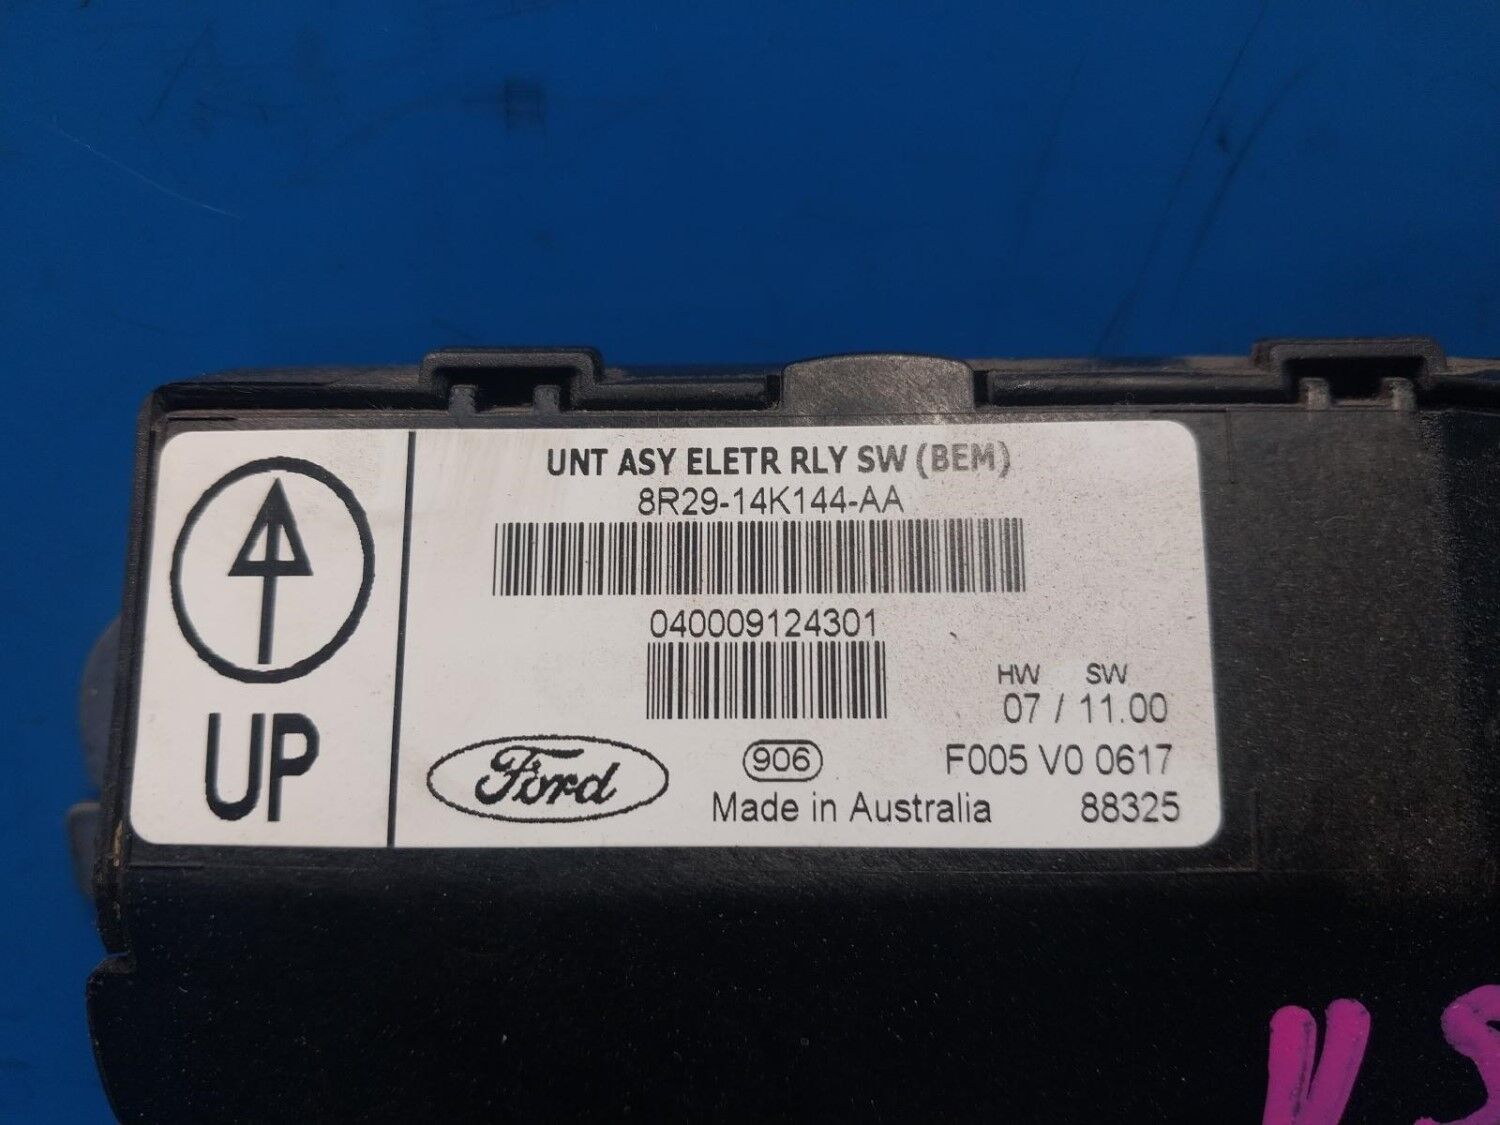 UNT ASY ELETR RLY SW (BEM)
8R29-14K144-AA
040009124301
HW SW
07 / 11.00
Ford
906
F005 V0 0617
Made in Australia
88325
UP